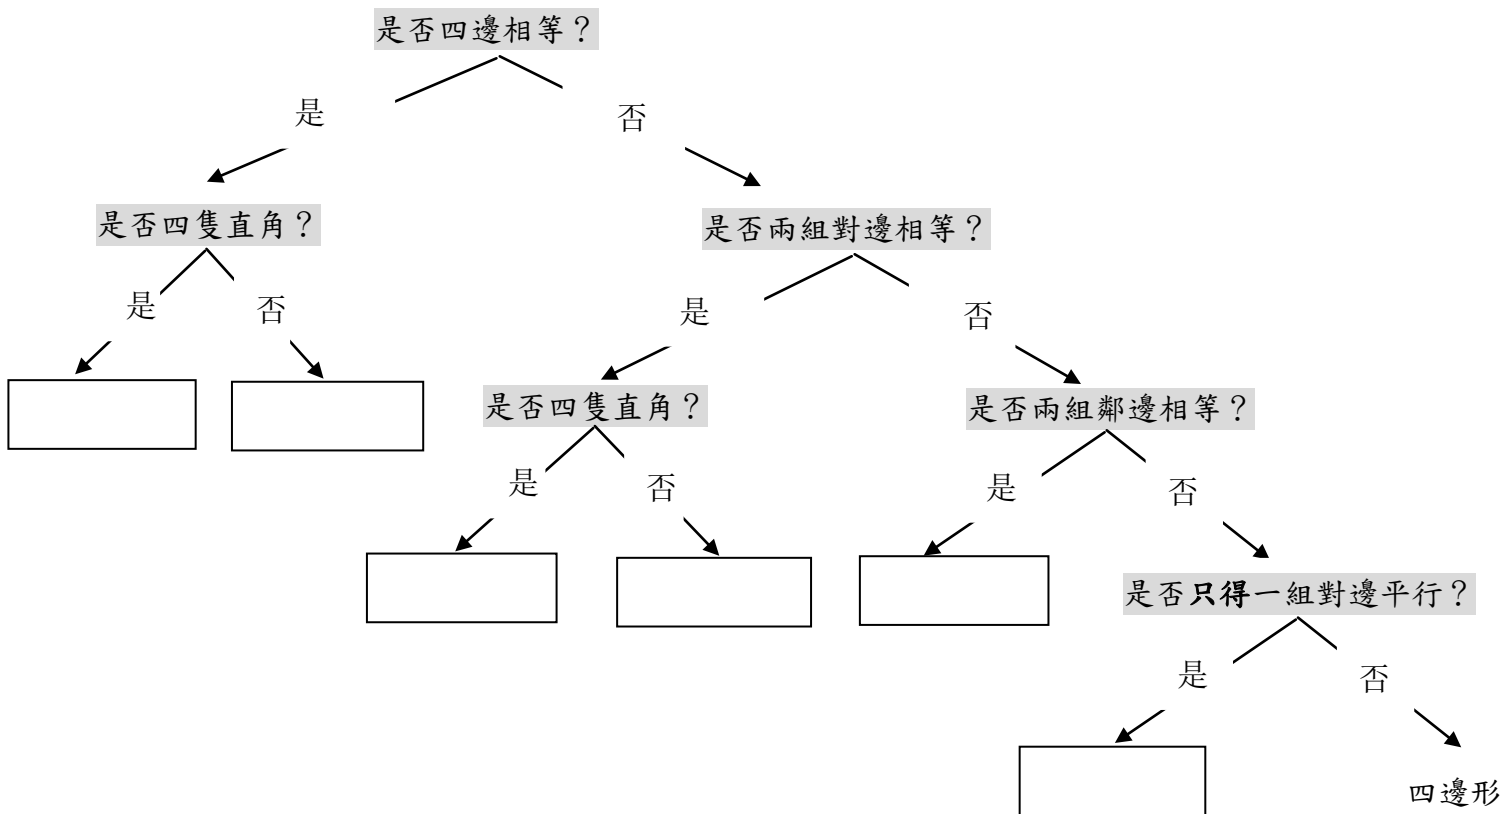 是否四邊相等？
是
否
是否四隻直角？
是否兩組對邊相等？
是
否
是
否
是否四隻直角？
是否兩組鄰邊相等？
是
否
是
否
是否只得一組對邊平行？
是
否
四邊形